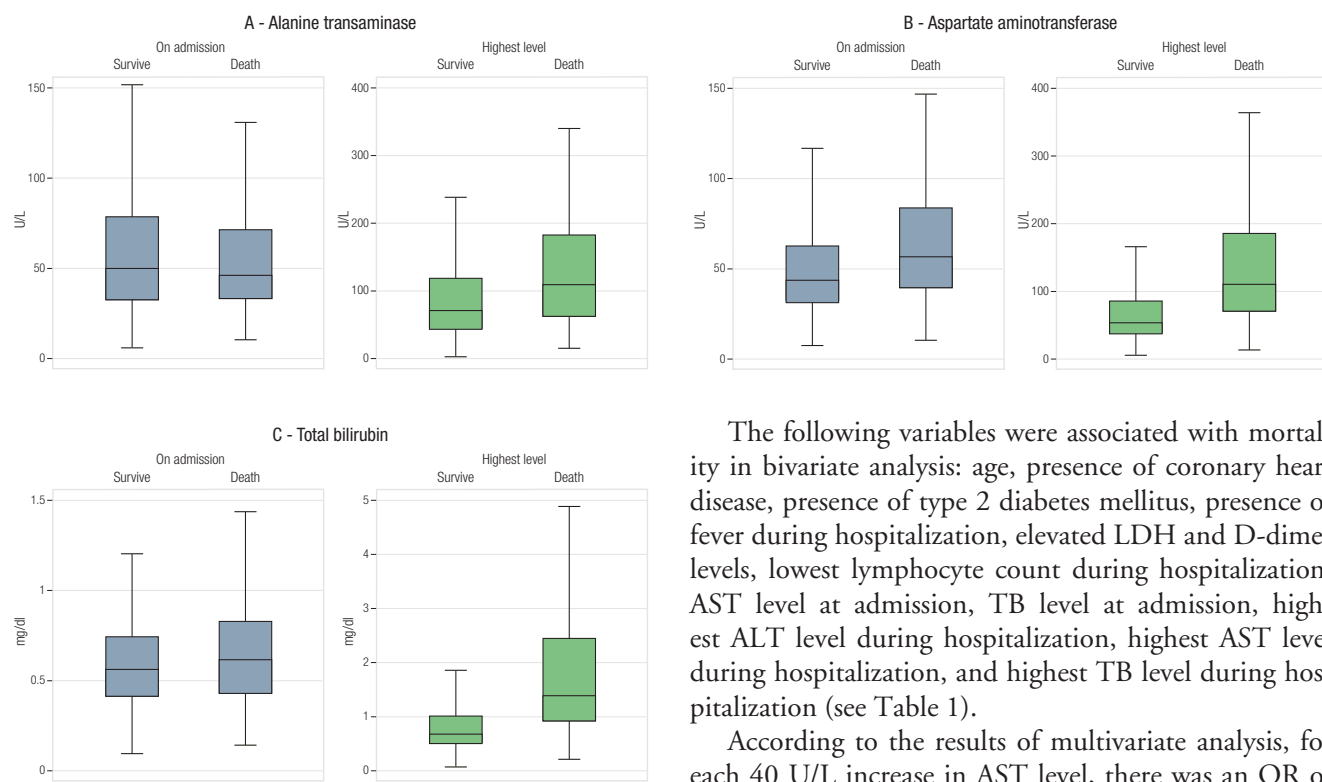 A - Alanine transaminase
On admission
Survive Death
Highest level
Survive Death
U/L
150
100
50
0
U/L
400
300
200
100
0
B - Aspartate aminotransferase
On admission
Survive Death
Highest level
Survive Death
U/L
150
100
50
0
U/L
400
300
200
100
0
C - Total bilirubin
On admission
Survive Death
Highest level
Survive Death
mg/dl
1.5
1
0.5
0
mg/dl
5
4
3
2
1
0
The following variables were associated with mortal
ity in bivariate analysis: age, presence of coronary hear
disease, presence of type 2 diabetes mellitus, presence o
fever during hospitalization, elevated LDH and D-dime
levels, lowest lymphocyte count during hospitalization
AST level at admission, TB level at admission, high
est ALT level during hospitalization, highest AST leve
during hospitalization, and highest TB level during hos
pitalization (see Table 1).
According to the results of multivariate analysis, fo
each 40 U/L increase in AST level, there was an OR o